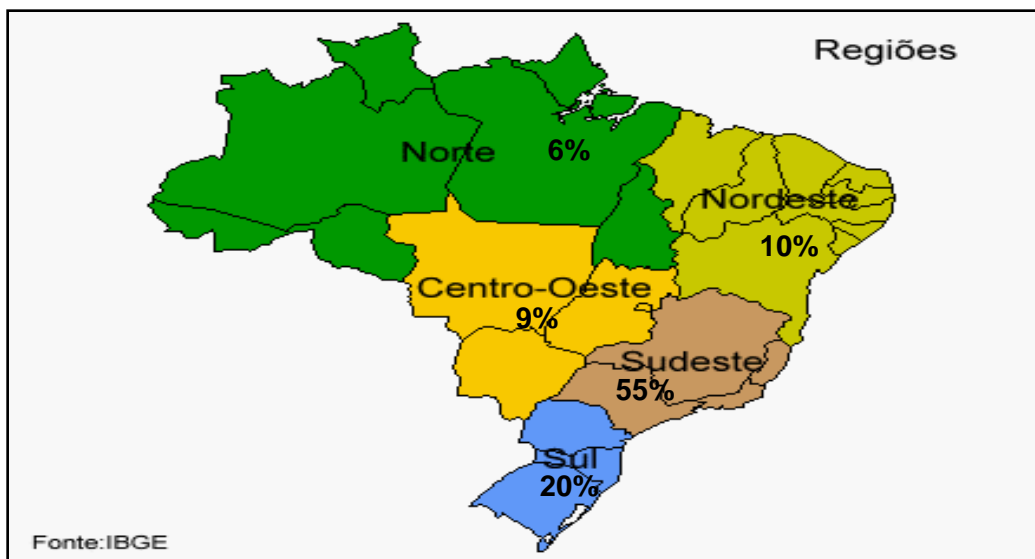 Regiões
Norte
6%
Nordeste
10%
Centro-Oeste
9%
Sudeste
55%
Sul
20%
Fonte:IBGE